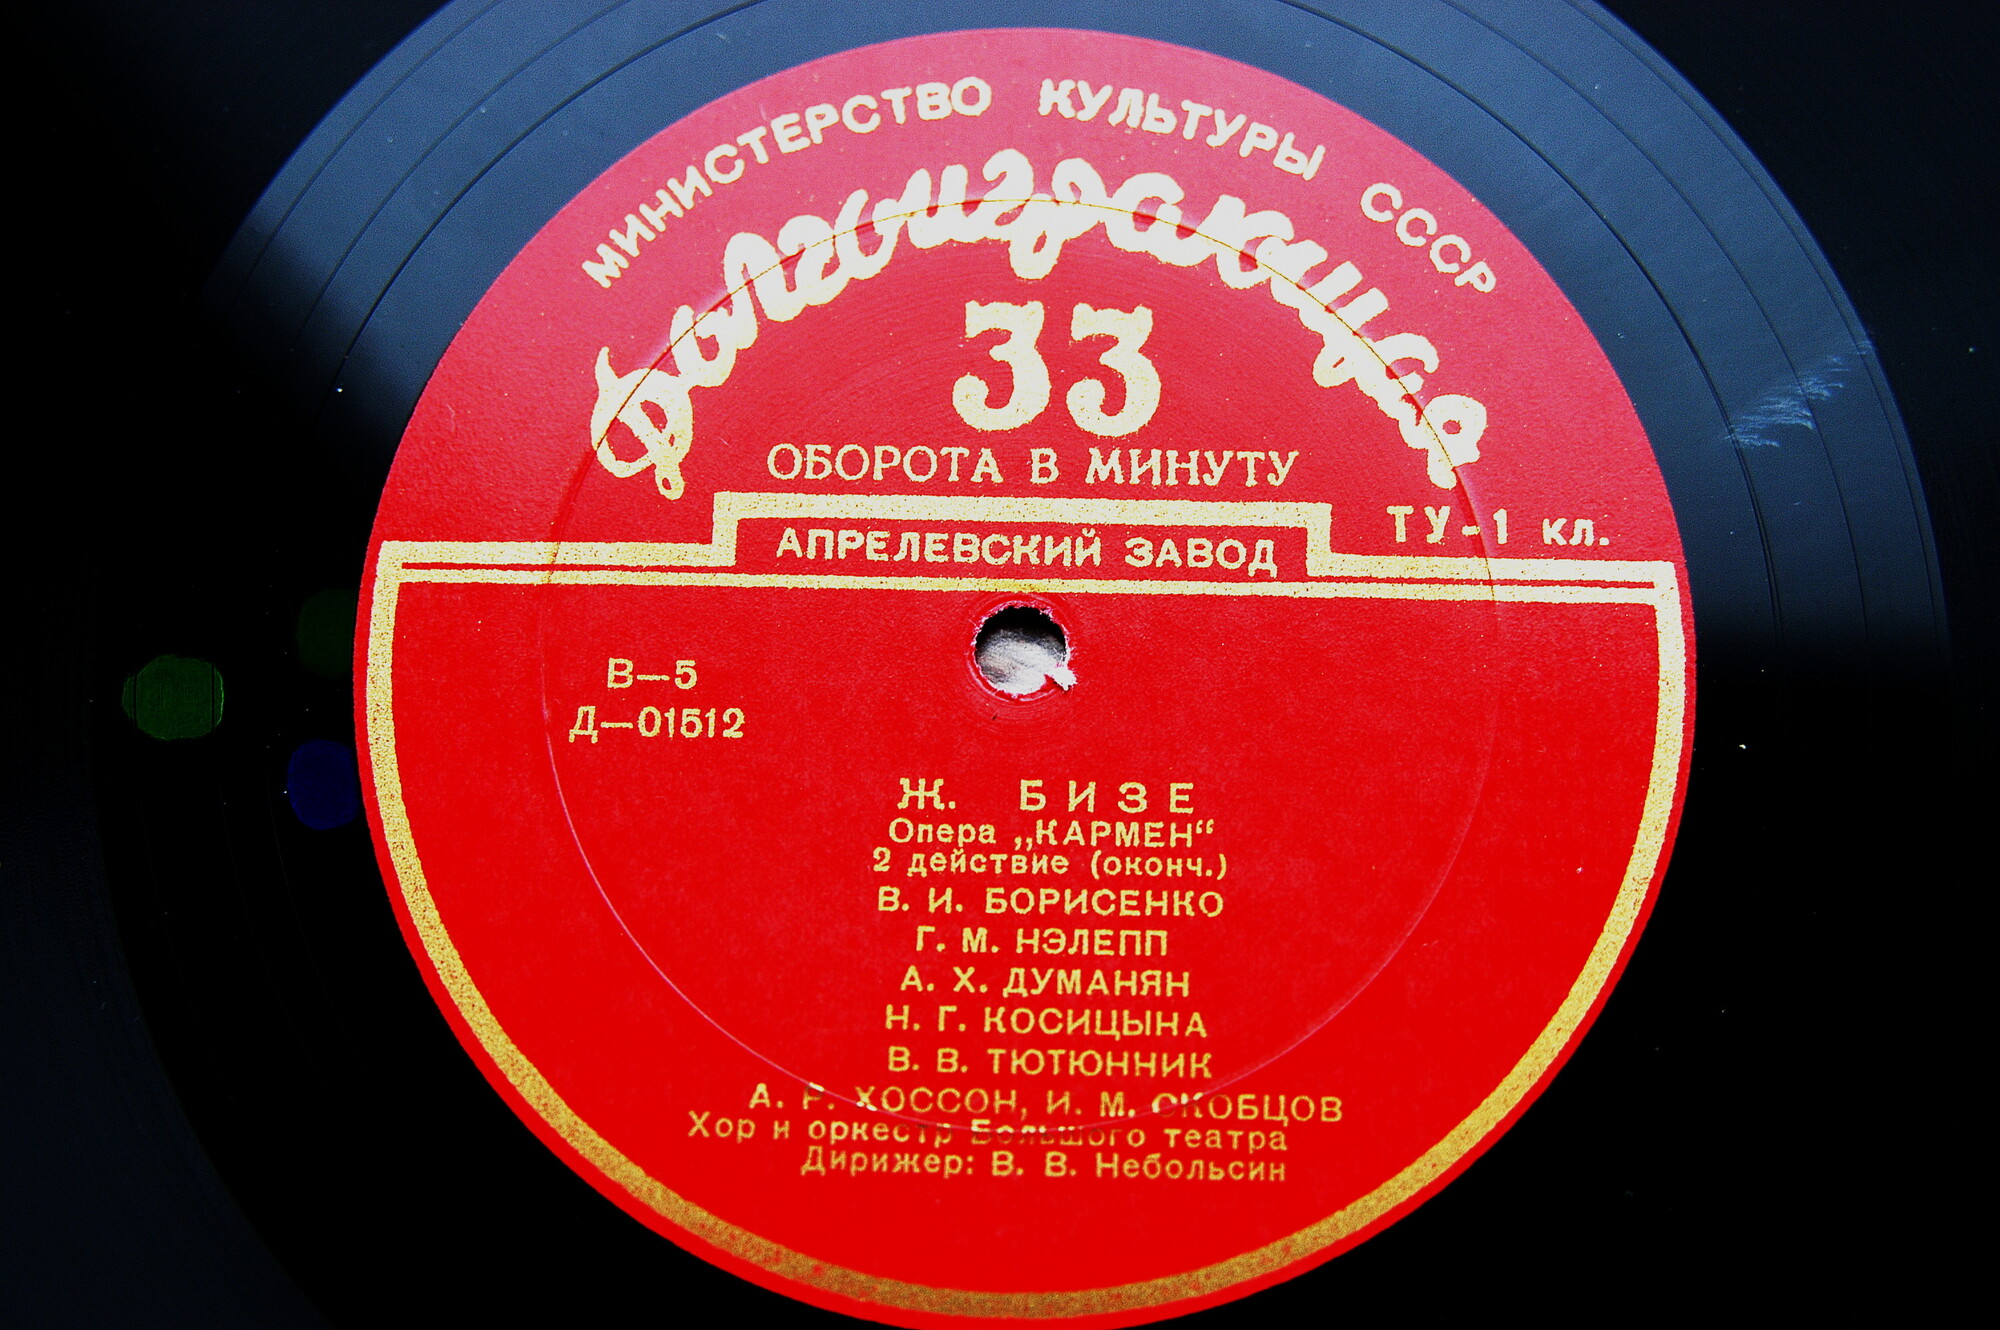 МИНИСТЕРСТВО КУЛЬТУРЫ СССР
Долгоиграющая
33
ОБОРОТА В МИНУТУ
АПРЕЛЕВСКИЙ ЗАВОД
ТУ-1 кл.
В—5
Д—01512
Ж. БИЗЕ
Опера „КАРМЕН“
2 действие (оконч.)
В. И. БОРИСЕНКО
Г. М. НЭЛЕПП
А. Х. ДУМАНЯН
Н. Г. КОСИЦЫНА
В. В. ТЮТЮННИК
А. Р. ХОССОН, И. М. СКОБЦОВ
Хор и оркестр Большого театра
Дирижер: В. В. Небольсин